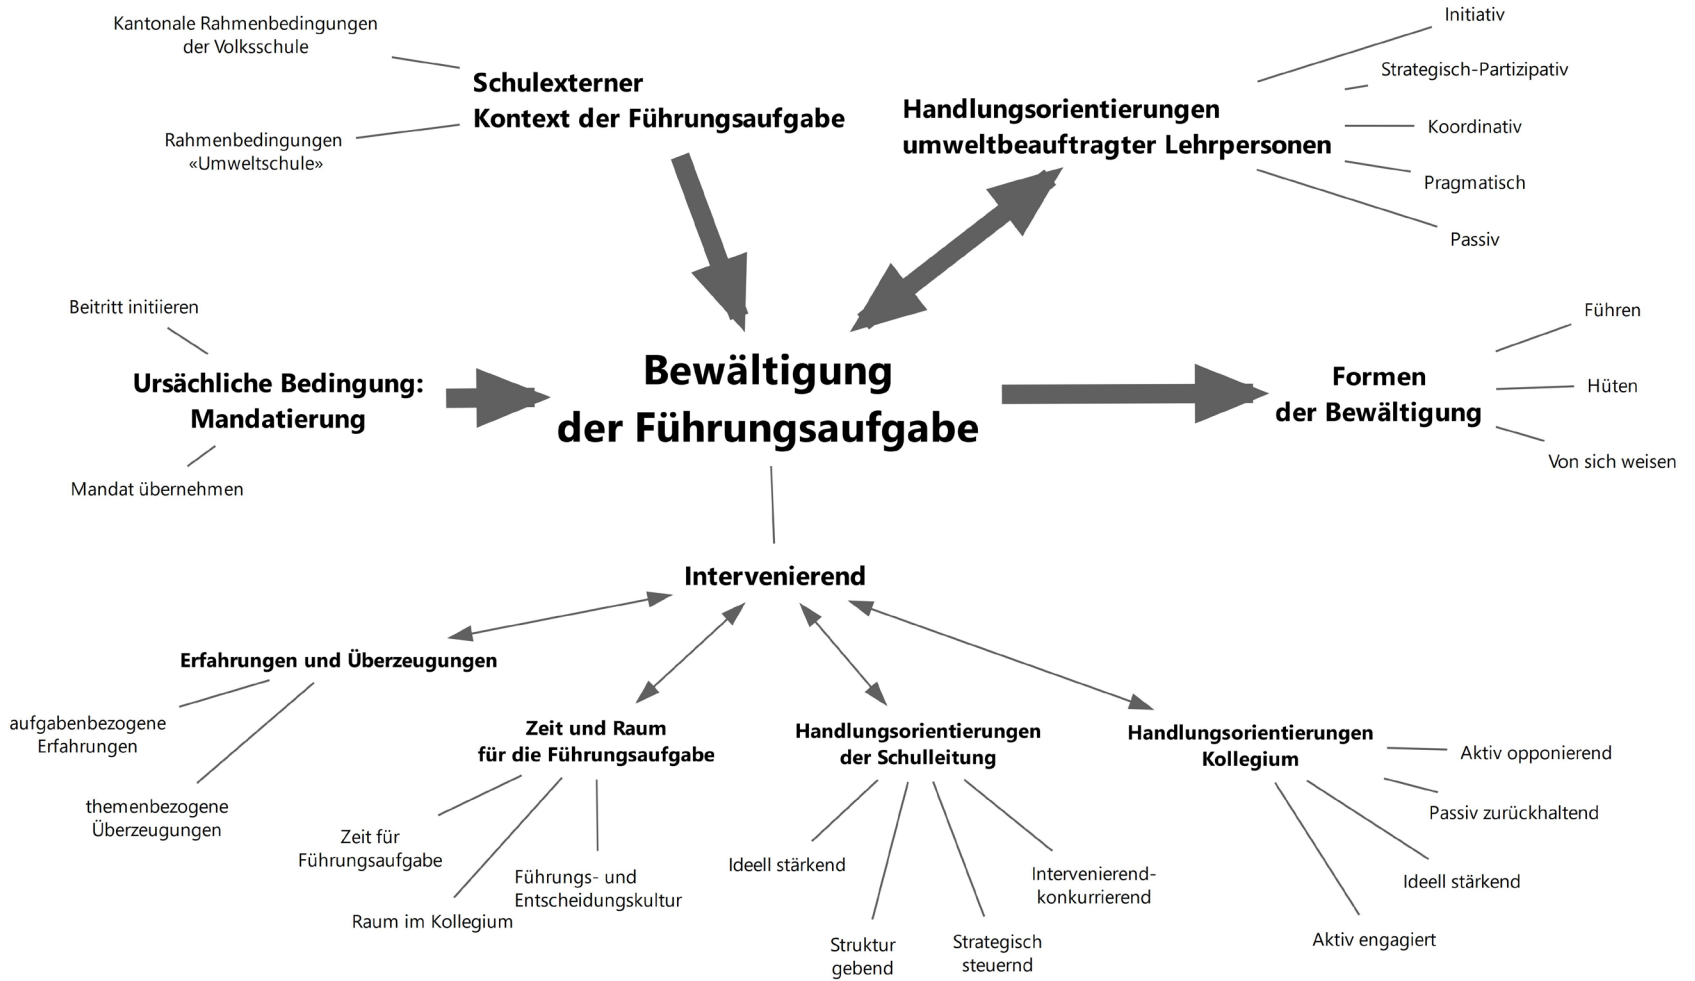 Kantonale Rahmenbedingungen
der Volksschule
Rahmenbedingungen
«Umweltschule»
Schulexterner
Kontext der Führungsaufgabe
Handlungsorientierungen
umweltbeauftragter Lehrpersonen
Initiativ
Strategisch-Partizipativ
Koordinativ
Pragmatisch
Passiv
Beitritt initiieren
Ursächliche Bedingung:
Mandatierung
Mandat übernehmen
Bewältigung
der Führungsaufgabe
Formen
der Bewältigung
Führen
Hüten
Von sich weisen
Intervenierend
Erfahrungen und Überzeugungen
aufgabenbezogene
Erfahrungen
themenbezogene
Überzeugungen
Zeit und Raum
für die Führungsaufgabe
Zeit für
Führungsaufgabe
Raum im Kollegium
Führungs- und
Entscheidungskultur
Handlungsorientierungen
der Schulleitung
Ideell stärkend
Struktur
gebend
Strategisch
steuernd
Intervenierend-
konkurrierend
Handlungsorientierungen
Kollegium
Aktiv opponierend
Passiv zurückhaltend
Ideell stärkend
Aktiv engagiert